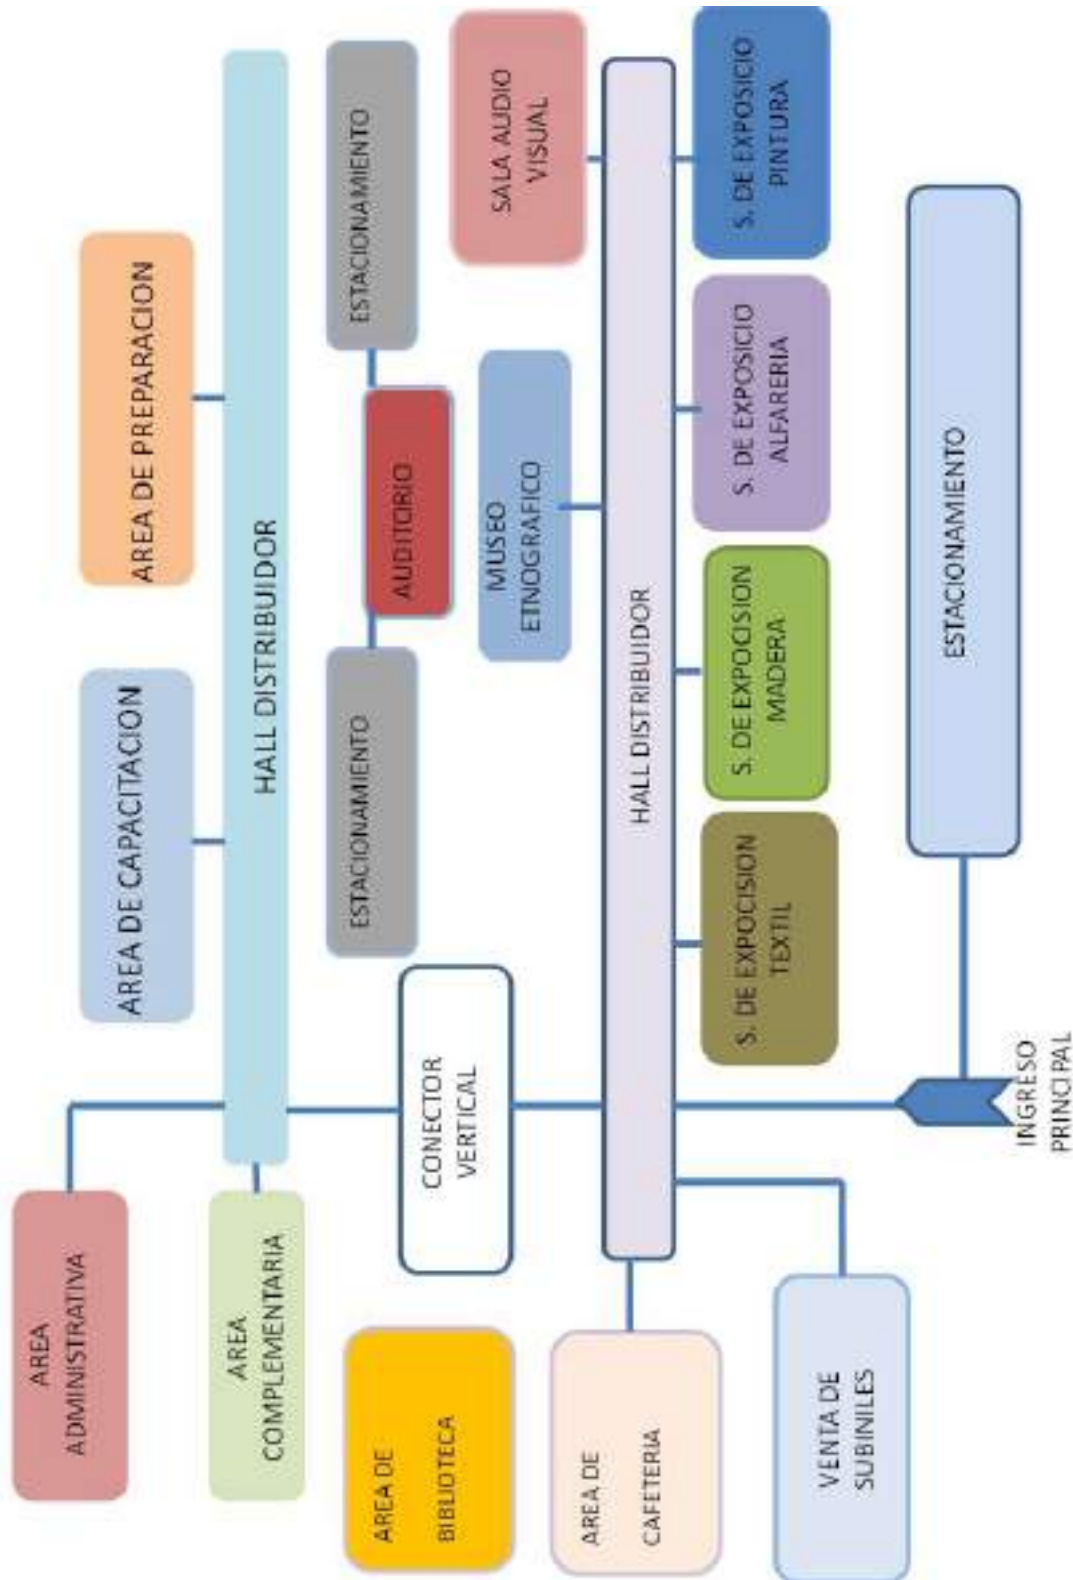 AREA
ADMINISTRATIVA
AREA
COMPLEMENTARIA
AREA DE CAPACITACION
AREA DE PREPARACION
HALL DISTRIBUIDOR
AREA DE
BIBLIOTECA
CONECTOR
VERTICAL
ESTACIONAMIENTO
AUDITORIO
ESTACIONAMIENTO
MUSEO
ETNOGRAFICO
SALA AUDIO
VISUAL
AREA DE
CAFETERIA
HALL DISTRIBUIDOR
VENTA DE
SUBINILES
S. DE EXPOCISION
TEXTIL
S. DE EXPOCISION
MADERA
S. DE EXPOSICIO
ALFARERIA
S. DE EXPOSICIO
PINTURA
ESTACIONAMIENTO
INGRESO
PRINCIPAL